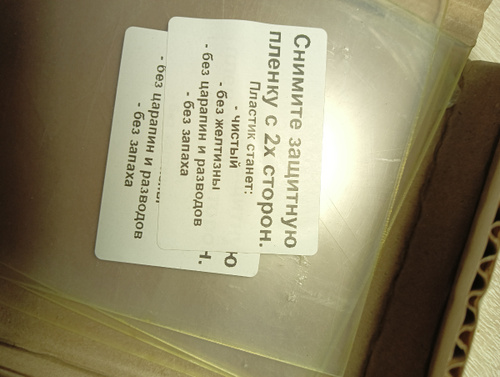 Снимите защитную
пленку с 2х сторон.
Пластик станет:
- чистый
- без желтизны
- без царапин и разводов
- без запаха
ю
н.
- без царапин и разводов
- без запаха